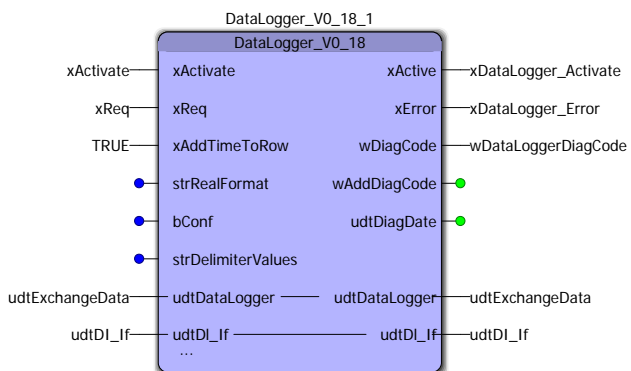 DataLogger_V0_18_1
DataLogger_V0_18
xActivate xActivate xActive xDataLogger_Activate
xReq xReq xError xDataLogger_Error
TRUE xAddTimeToRow wDiagCode wDataLoggerDiagCode
strRealFormat wAddDiagCode
bConf udtDiagDate
strDelimiterValues
udtExchangeData udtDataLogger udtDataLogger udtExchangeData
udtDI_If udtDI_If udtDI_If udtDI_If
...